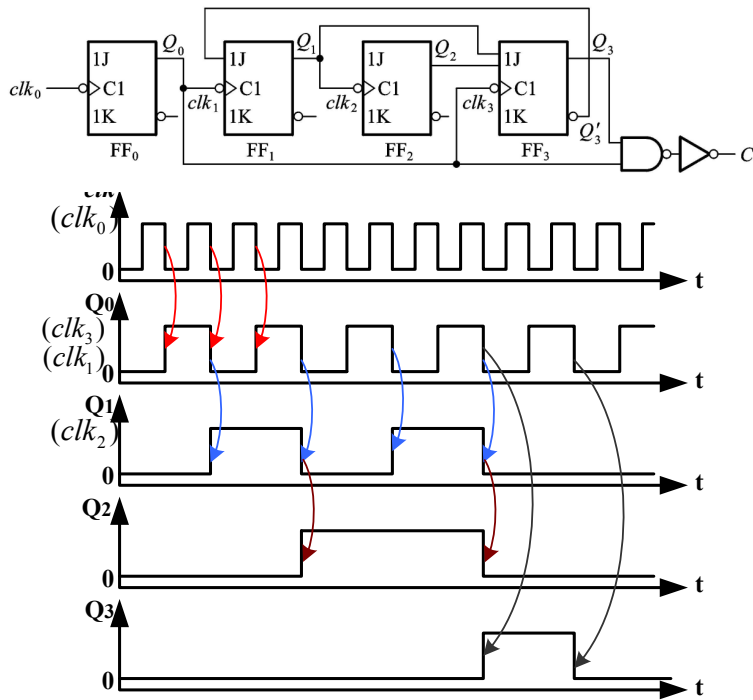 Q₀ Q₁ Q₂ Q₃
1J 1J 1J 1J
clk₀ C1 clk₁ C1 clk₂ C1 clk₃ C1
1K 1K 1K 1K
Q₃′
FF₀ FF₁ FF₂ FF₃
C
(clk₀)
0
t
Q0
(clk₃)
(clk₁)
0
t
Q1
(clk₂)
0
t
Q2
0
t
Q3
0
t